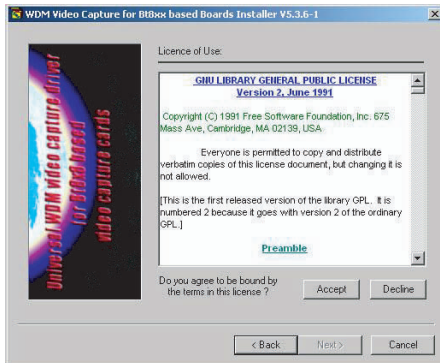 WDM Video Capture for Bt8xx based Boards Installer V5.3.6-1
Universal WDM video capture driver
for Bt8x8 based
video capture cards
Licence of Use:
GNU LIBRARY GENERAL PUBLIC LICENSE
Version 2, June 1991
Copyright (C) 1991 Free Software Foundation, Inc. 675
Mass Ave, Cambridge, MA 02139, USA
Everyone is permitted to copy and distribute
verbatim copies of this license document, but changing it is
not allowed.
[This is the first released version of the library GPL. It is
numbered 2 because it goes with version 2 of the ordinary
GPL.]
Preamble
Do you agree to be bound by
the terms in this license ?
Accept
Decline
< Back
Next >
Cancel